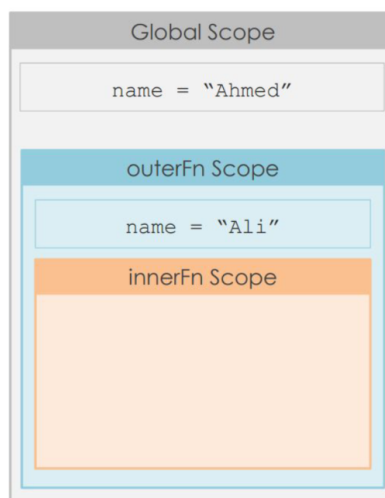 Global Scope
name = “Ahmed”
outerFn Scope
name = “Ali”
innerFn Scope